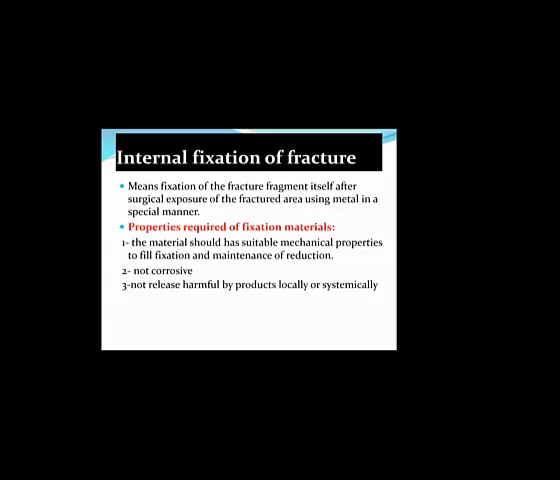 Internal fixation of fracture
• Means fixation of the fracture fragment itself after
surgical exposure of the fractured area using metal in a
special manner.
• Properties required of fixation materials:
1- the material should has suitable mechanical properties
to fill fixation and maintenance of reduction.
2- not corrosive
3-not release harmful by products locally or systemically